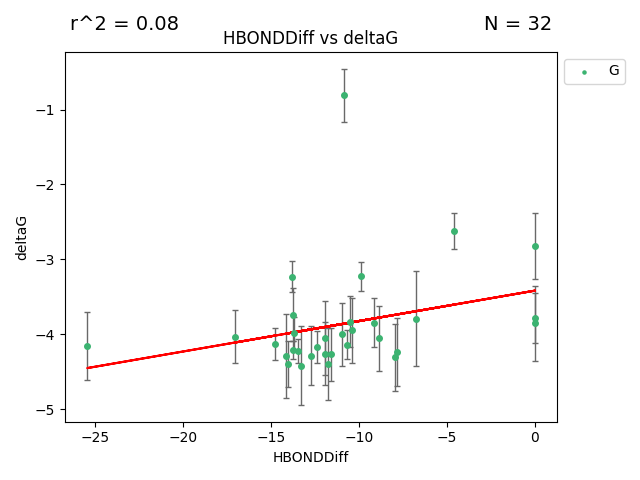 r^2 = 0.08
N = 32
HBONDDiff vs deltaG
G
−1
−2
−3
−4
−5
deltaG
−25
−20
−15
−10
−5
0
HBONDDiff